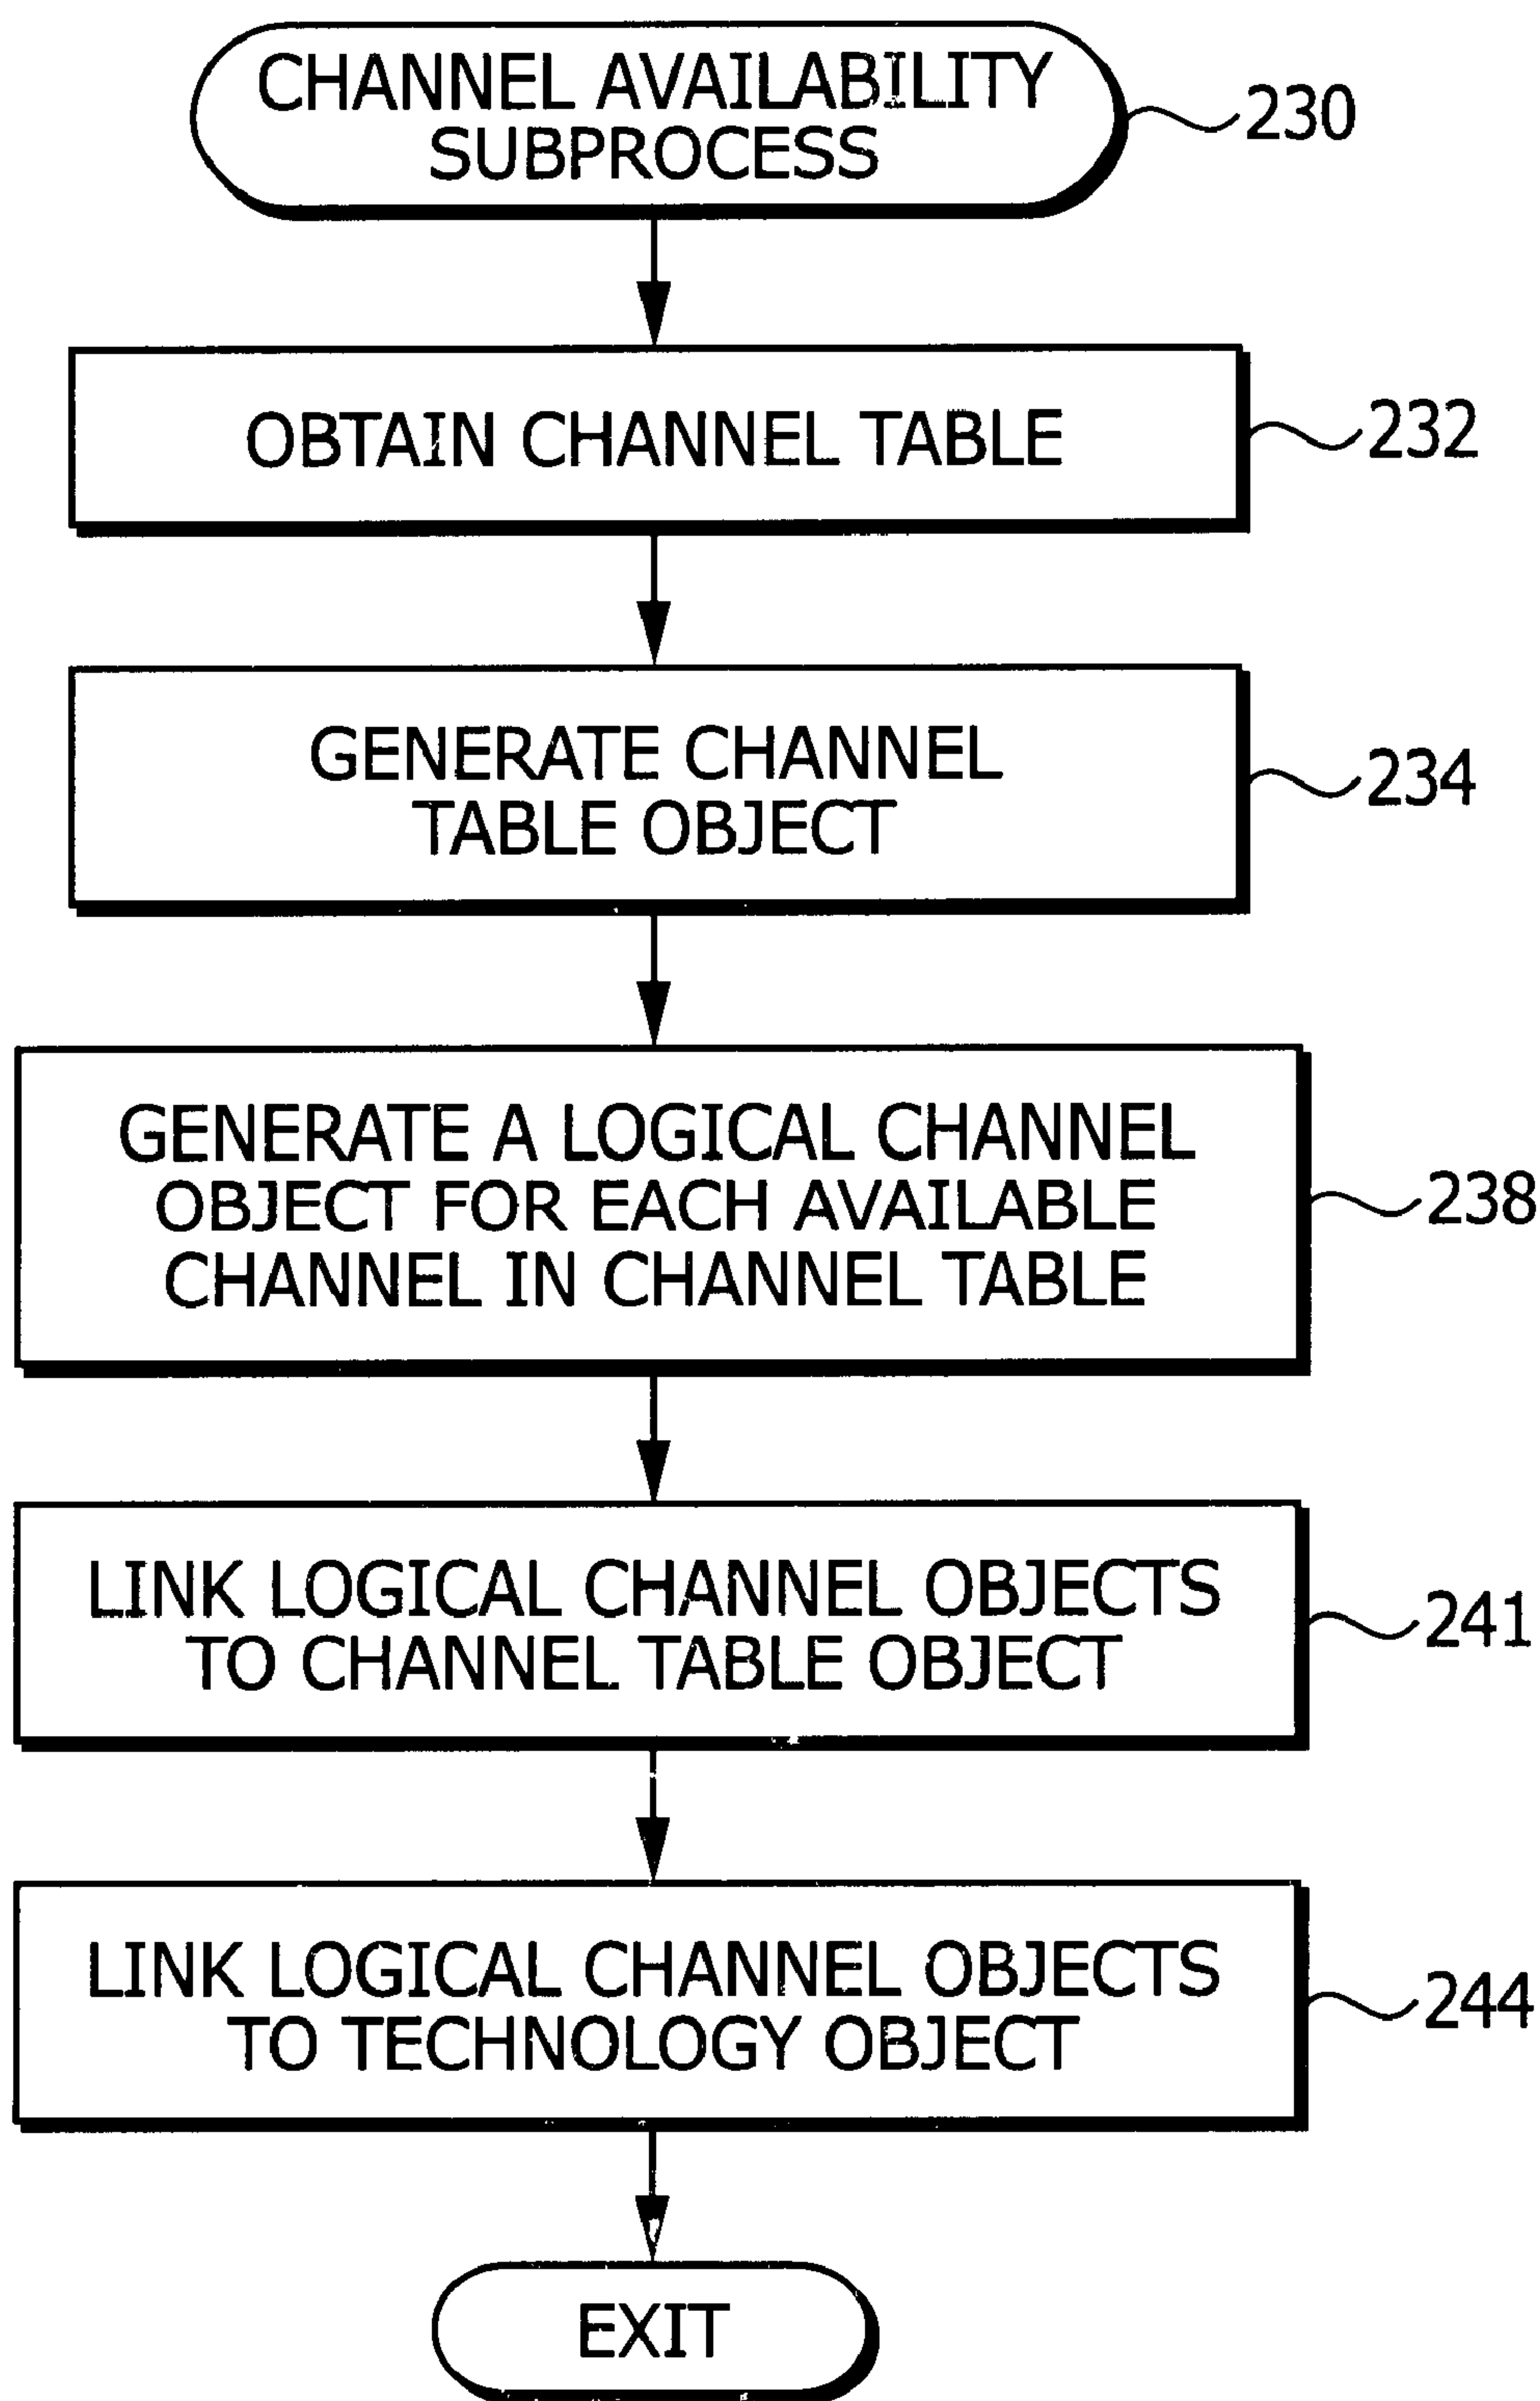 CHANNEL AVAILABILITY
SUBPROCESS
230
OBTAIN CHANNEL TABLE
232
GENERATE CHANNEL
TABLE OBJECT
234
GENERATE A LOGICAL CHANNEL
OBJECT FOR EACH AVAILABLE
CHANNEL IN CHANNEL TABLE
238
LINK LOGICAL CHANNEL OBJECTS
TO CHANNEL TABLE OBJECT
241
LINK LOGICAL CHANNEL OBJECTS
TO TECHNOLOGY OBJECT
244
EXIT